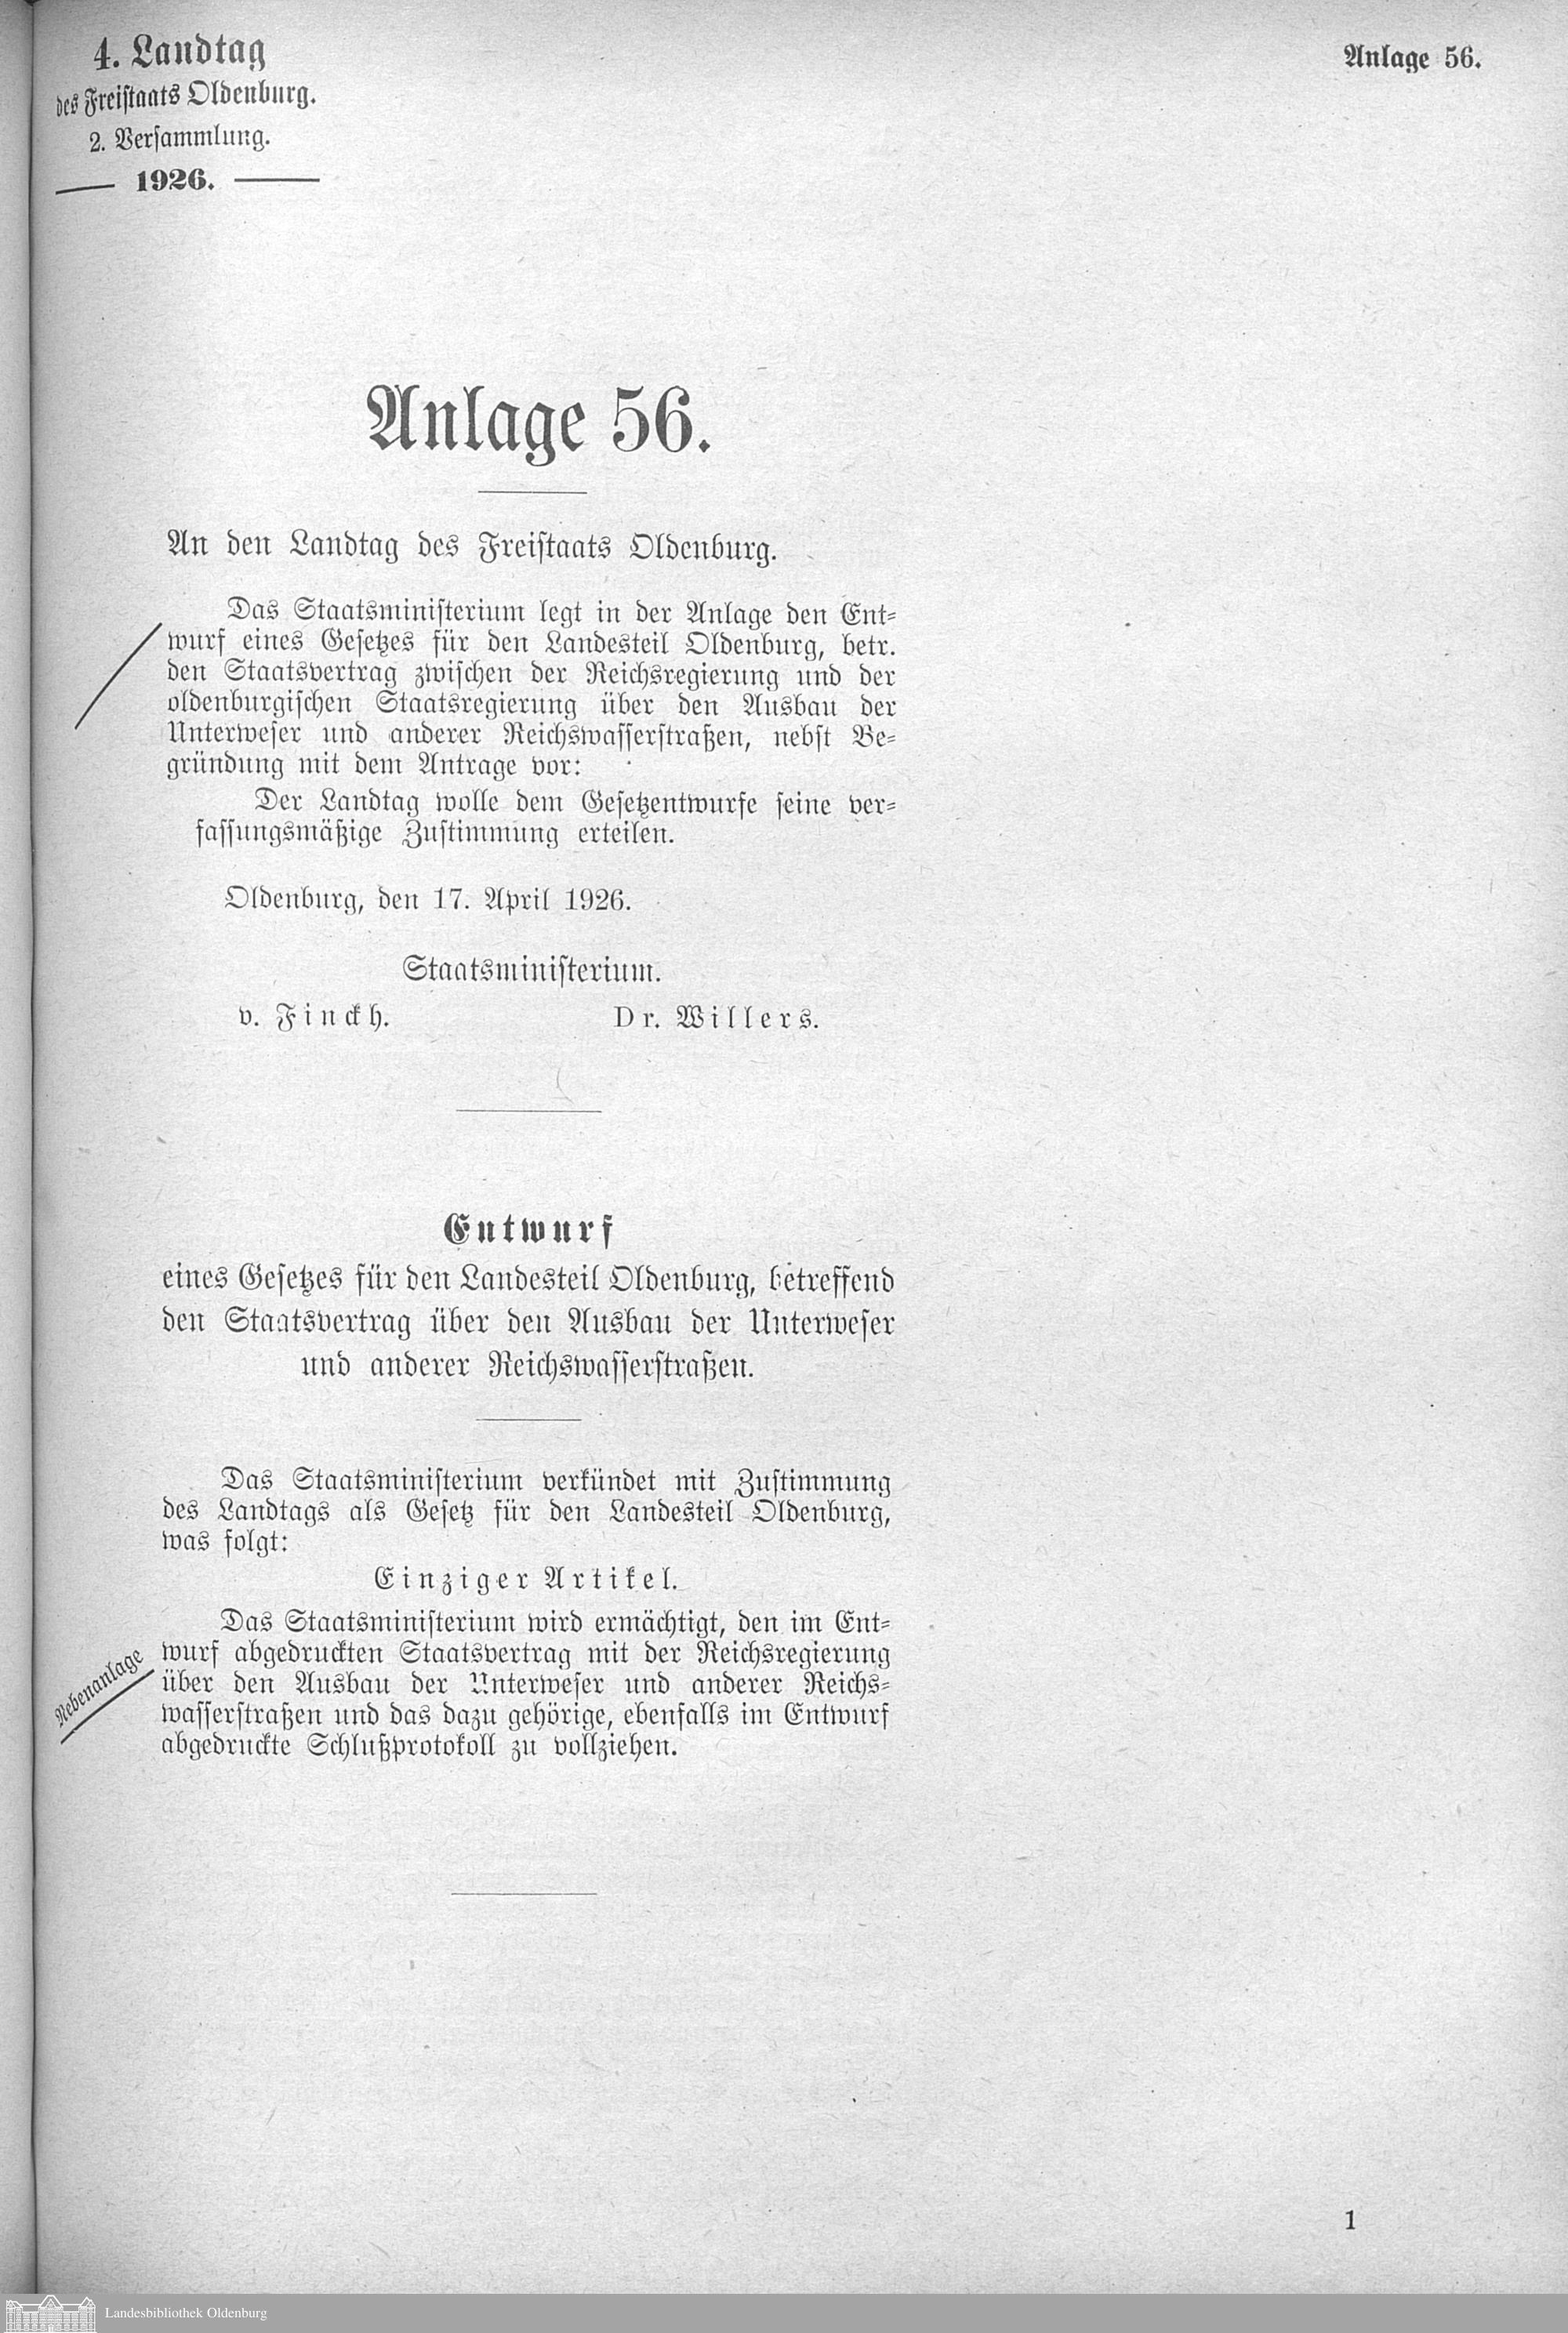 4. Landtag
des Freistaats Oldenburg.
2. Versammlung.
1926.
Anlage 56.
Anlage 56.
An den Landtag des Freistaats Oldenburg.
Das Staatsministerium legt in der Anlage den Ent-
wurf eines Gesetzes für den Landesteil Oldenburg, betr.
den Staatsvertrag zwischen der Reichsregierung und der
oldenburgischen Staatsregierung über den Ausbau der
Unterweser und anderer Reichswasserstraßen, nebst Be-
gründung mit dem Antrage vor:
Der Landtag wolle dem Gesetzentwurfe seine ver-
fassungsmäßige Zustimmung erteilen.
Oldenburg, den 17. April 1926.
Staatsministerium.
v. Finckh. Dr. Willers.
Entwurf
eines Gesetzes für den Landesteil Oldenburg, betreffend
den Staatsvertrag über den Ausbau der Unterweser
und anderer Reichswasserstraßen.
Das Staatsministerium verkündet mit Zustimmung
des Landtags als Gesetz für den Landesteil Oldenburg,
was folgt:
Einziger Artikel.
Das Staatsministerium wird ermächtigt, den im Ent-
wurf abgedruckten Staatsvertrag mit der Reichsregierung
über den Ausbau der Unterweser und anderer Reichs-
wasserstraßen und das dazu gehörige, ebenfalls im Entwurf
abgedruckte Schlußprotokoll zu vollziehen.
Nebenanlage
1
Landesbibliothek Oldenburg